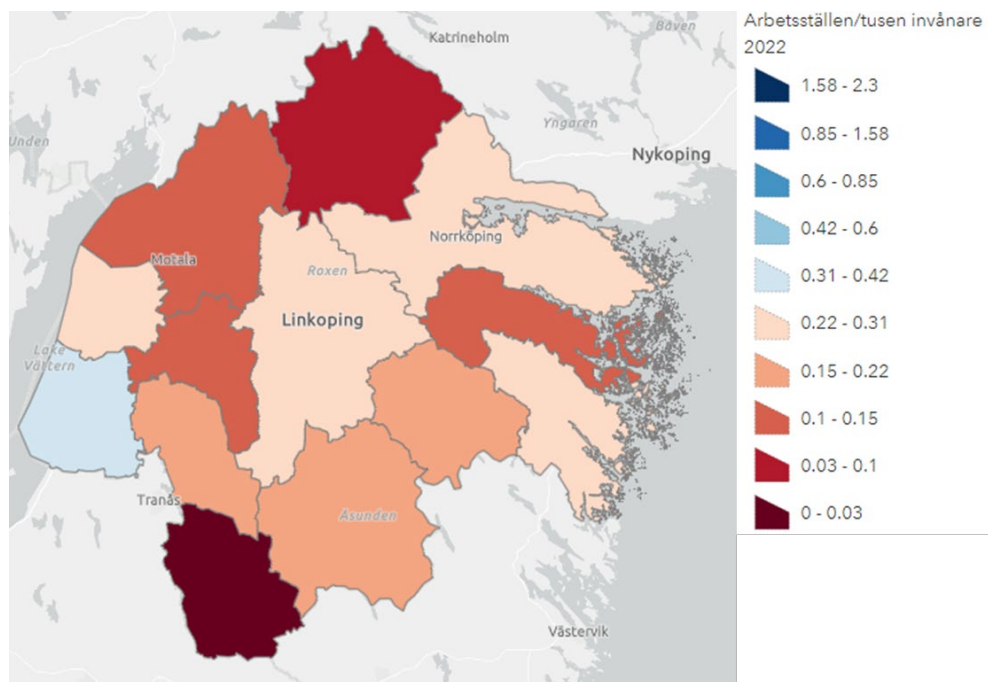 Arbetsställen/tusen invånare
2022
1.58 - 2.3
0.85 - 1.58
0.6 - 0.85
0.42 - 0.6
0.31 - 0.42
0.22 - 0.31
0.15 - 0.22
0.1 - 0.15
0.03 - 0.1
0 - 0.03
Båven
Katrineholm
Unden
Yngaren
Nykoping
Norrköping
Motala
Roxen
Linkoping
Lake
Vättern
Tranås
Åsunden
Västervik